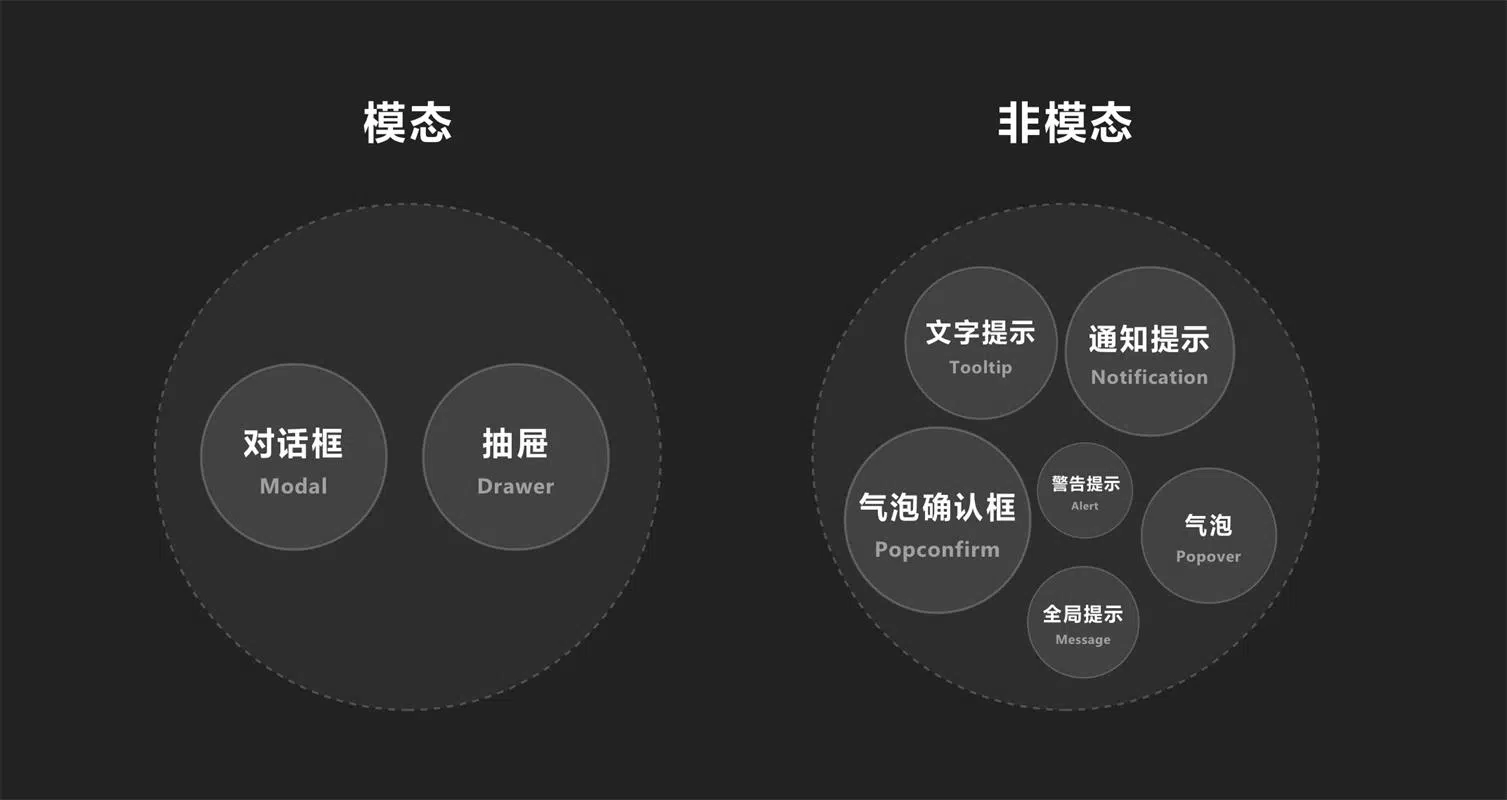 模态
对话框
Modal
抽屉
Drawer
非模态
文字提示
Tooltip
通知提示
Notification
气泡确认框
Popconfirm
警告提示
Alert
气泡
Popover
全局提示
Message